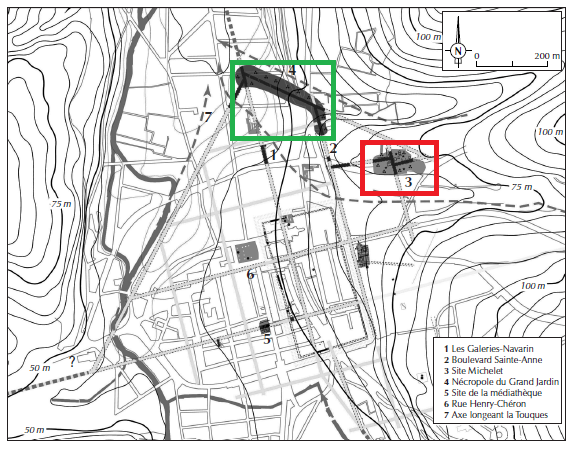 100 m
N
0 200 m
4
7
1
2
100 m
3
75 m
75 m
6
100 m
5
?
50 m
50 m
1 Les Galeries-Navarin
2 Boulevard Sainte-Anne
3 Site Michelet
4 Nécropole du Grand Jardin
5 Site de la médiathèque
6 Rue Henry-Chéron
7 Axe longeant la Touques